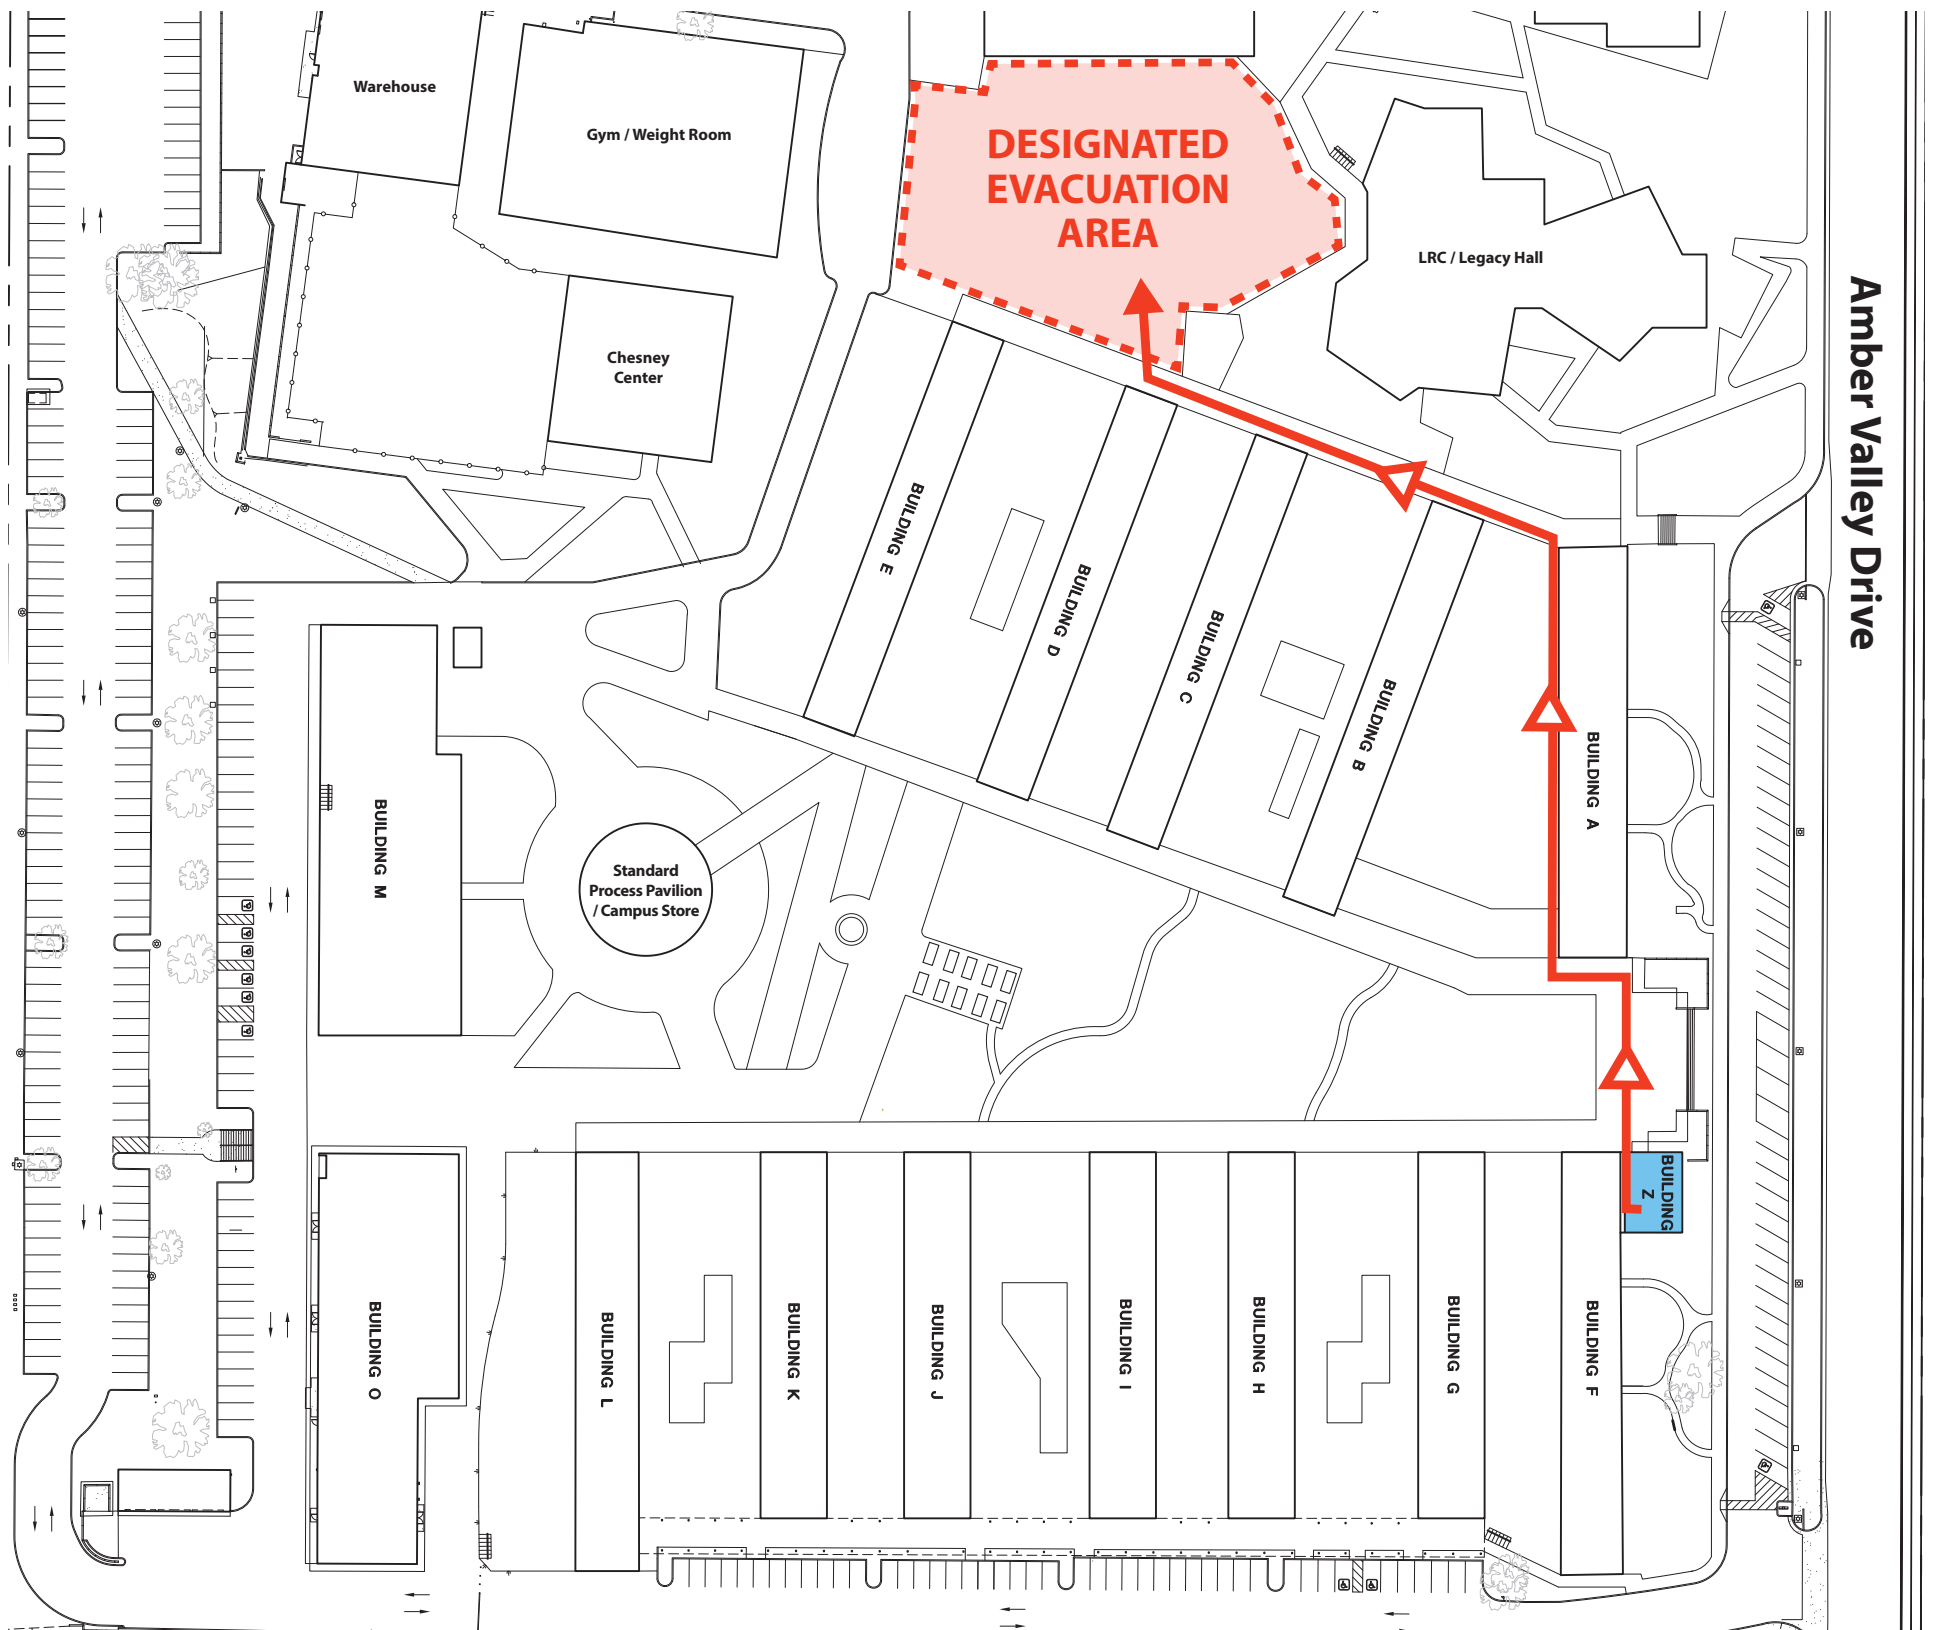 Warehouse
Gym / Weight Room
DESIGNATED
EVACUATION
AREA
LRC / Legacy Hall
Amber Valley Drive
Chesney
Center
BUILDING E
BUILDING D
BUILDING C
BUILDING B
BUILDING A
BUILDING M
Standard
Process Pavilion
/ Campus Store
BUILDING
Z
BUILDING O
BUILDING L
BUILDING K
BUILDING J
BUILDING I
BUILDING H
BUILDING G
BUILDING F